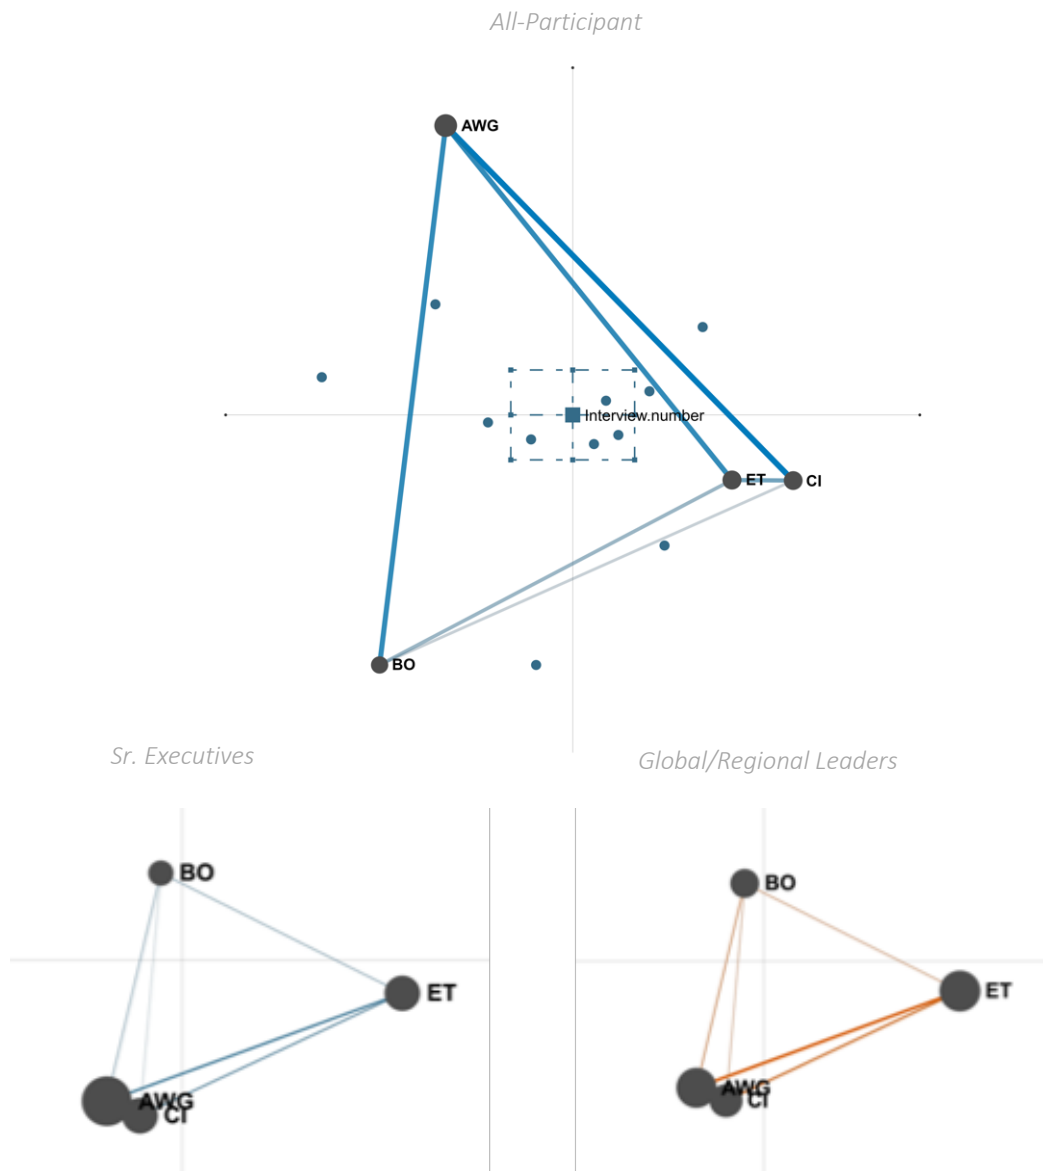 All-Participant
AWG
Interview.number
ET
CI
BO
Sr. Executives
Global/Regional Leaders
BO
ET
AWG
CI
BO
ET
AWG
CI